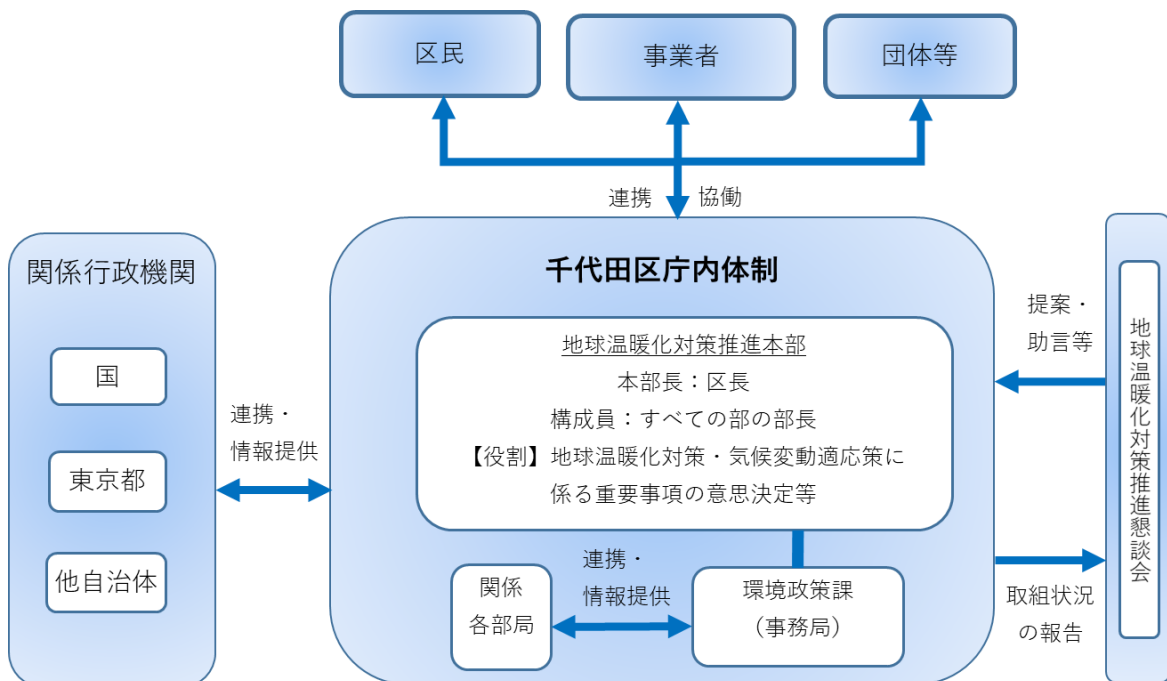 区民
事業者
団体等
連携
協働
関係行政機関
国
東京都
他自治体
連携・
情報提供
千代田区庁内体制
地球温暖化対策推進本部
本部長：区長
構成員：すべての部の部長
【役割】地球温暖化対策・気候変動適応策に
係る重要事項の意思決定等
関係
各部局
連携・
情報提供
環境政策課
（事務局）
提案・
助言等
取組状況
の報告
地球温暖化対策推進懇談会